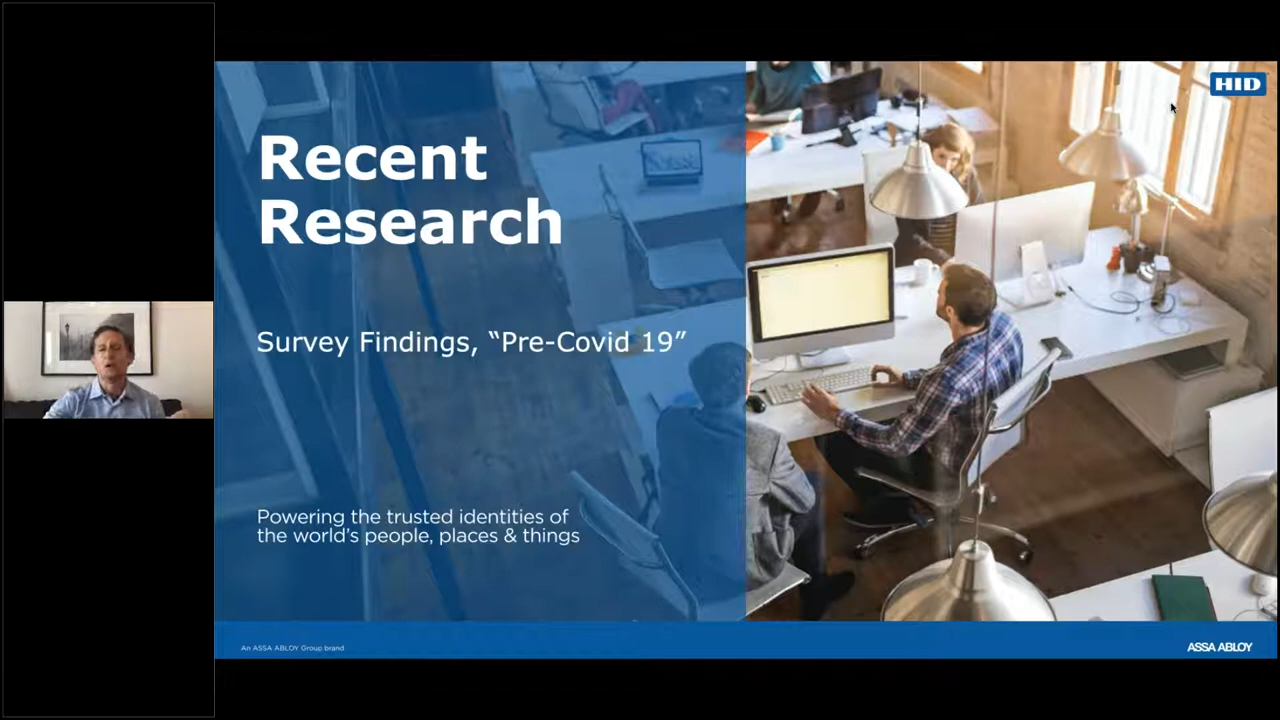 HID
Recent
Research
Survey Findings, “Pre-Covid 19”
Powering the trusted identities of
the world’s people, places & things
An ASSA ABLOY Group brand
ASSA ABLOY